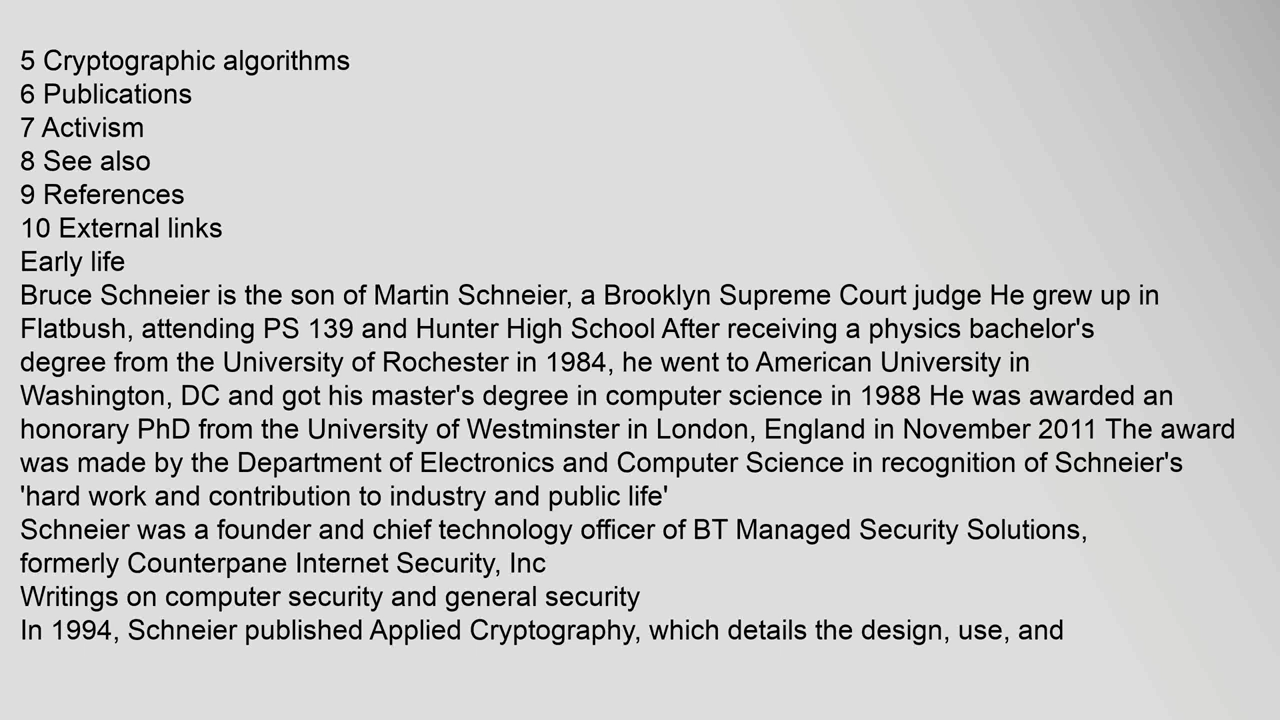 5 Cryptographic algorithms
6 Publications
7 Activism
8 See also
9 References
10 External links
Early life
Bruce Schneier is the son of Martin Schneier, a Brooklyn Supreme Court judge He grew up in
Flatbush, attending PS 139 and Hunter High School After receiving a physics bachelor's
degree from the University of Rochester in 1984, he went to American University in
Washington, DC and got his master's degree in computer science in 1988 He was awarded an
honorary PhD from the University of Westminster in London, England in November 2011 The award
was made by the Department of Electronics and Computer Science in recognition of Schneier's
'hard work and contribution to industry and public life'
Schneier was a founder and chief technology officer of BT Managed Security Solutions,
formerly Counterpane Internet Security, Inc
Writings on computer security and general security
In 1994, Schneier published Applied Cryptography, which details the design, use, and